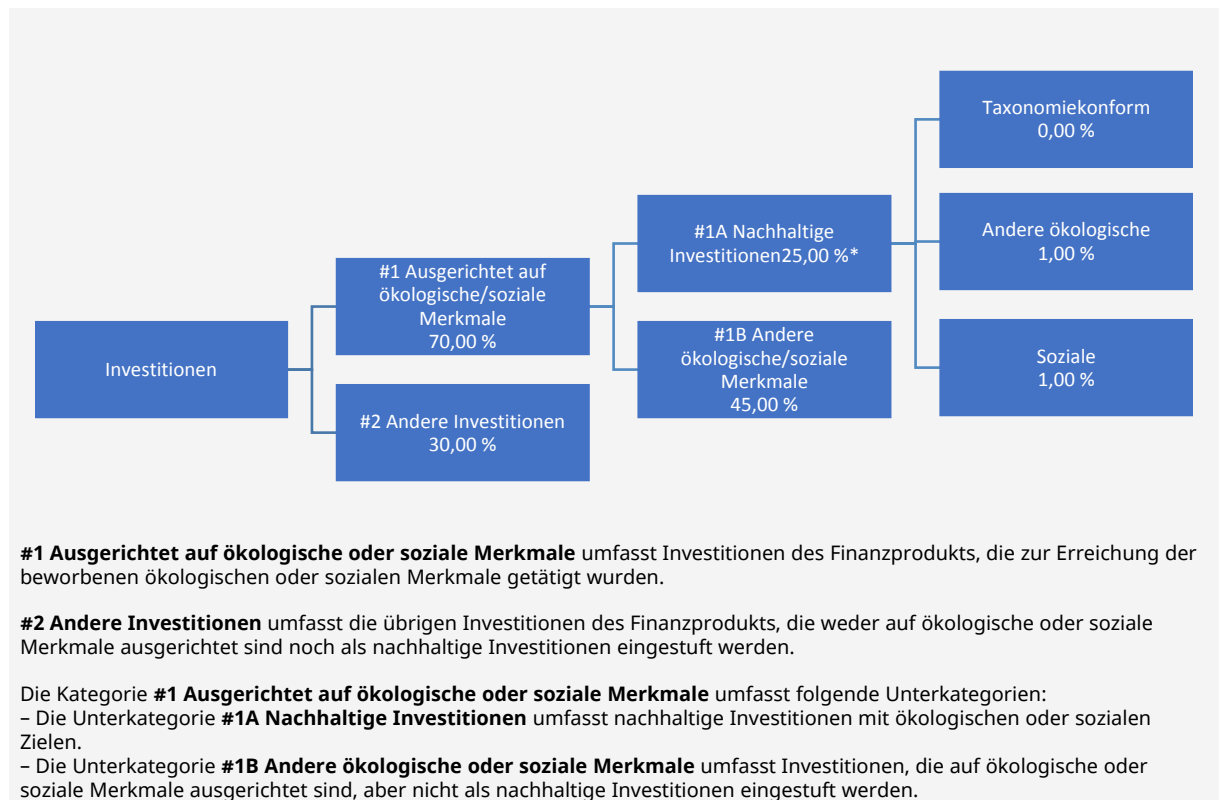 Investitionen
#1 Ausgerichtet auf
ökologische/soziale
Merkmale
70,00 %
#2 Andere Investitionen
30,00 %
#1A Nachhaltige
Investitionen25,00 %*
#1B Andere
ökologische/soziale
Merkmale
45,00 %
Taxonomiekonform
0,00 %
Andere ökologische
1,00 %
Soziale
1,00 %
#1 Ausgerichtet auf ökologische oder soziale Merkmale umfasst Investitionen des Finanzprodukts, die zur Erreichung der
beworbenen ökologischen oder sozialen Merkmale getätigt wurden.
#2 Andere Investitionen umfasst die übrigen Investitionen des Finanzprodukts, die weder auf ökologische oder soziale
Merkmale ausgerichtet sind noch als nachhaltige Investitionen eingestuft werden.
Die Kategorie #1 Ausgerichtet auf ökologische oder soziale Merkmale umfasst folgende Unterkategorien:
– Die Unterkategorie #1A Nachhaltige Investitionen umfasst nachhaltige Investitionen mit ökologischen oder sozialen
Zielen.
– Die Unterkategorie #1B Andere ökologische oder soziale Merkmale umfasst Investitionen, die auf ökologische oder
soziale Merkmale ausgerichtet sind, aber nicht als nachhaltige Investitionen eingestuft werden.